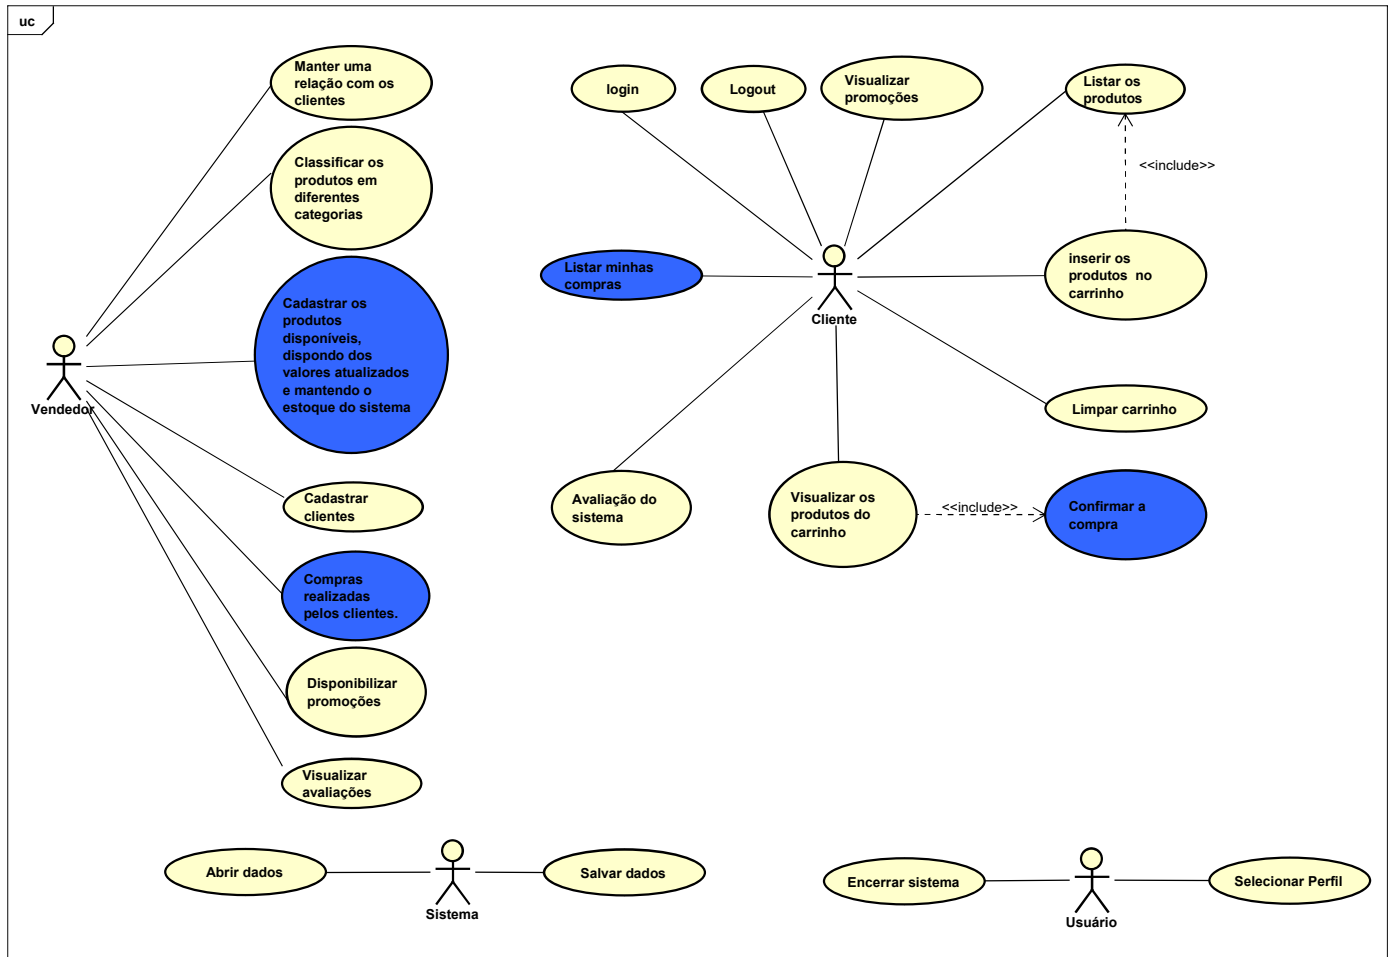 uc
Manter uma
relação com os
clientes
Classificar os
produtos em
diferentes
categorias
Cadastrar os
produtos
disponíveis,
dispondo dos
valores atualizados
e mantendo o
estoque do sistema
Vendedor
Cadastrar
clientes
Compras
realizadas
pelos clientes.
Disponibilizar
promoções
Visualizar
avaliações
login
Logout
Visualizar
promoções
Listar os
produtos
<<include>>
Listar minhas
compras
Cliente
inserir os
produtos no
carrinho
Limpar carrinho
Avaliação do
sistema
Visualizar os
produtos do
carrinho
<<include>>
Confirmar a
compra
Abrir dados
Sistema
Salvar dados
Encerrar sistema
Usuário
Selecionar Perfil